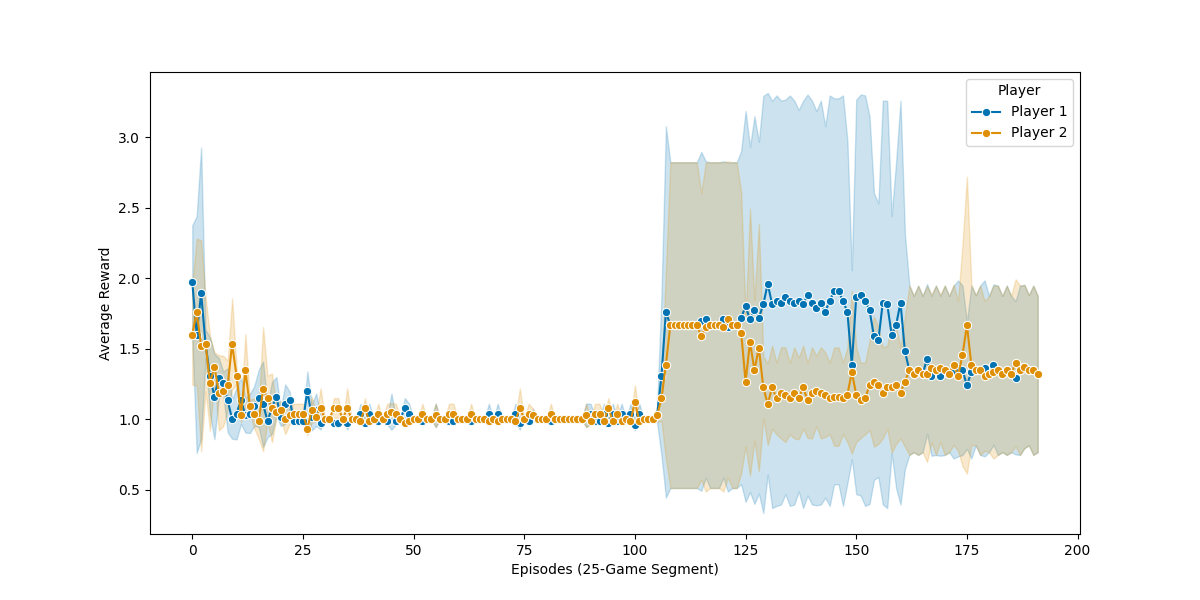 Player
Player 1
Player 2
3.0
2.5
2.0
1.5
1.0
0.5
Average Reward
0 25 50 75 100 125 150 175 200
Episodes (25-Game Segment)